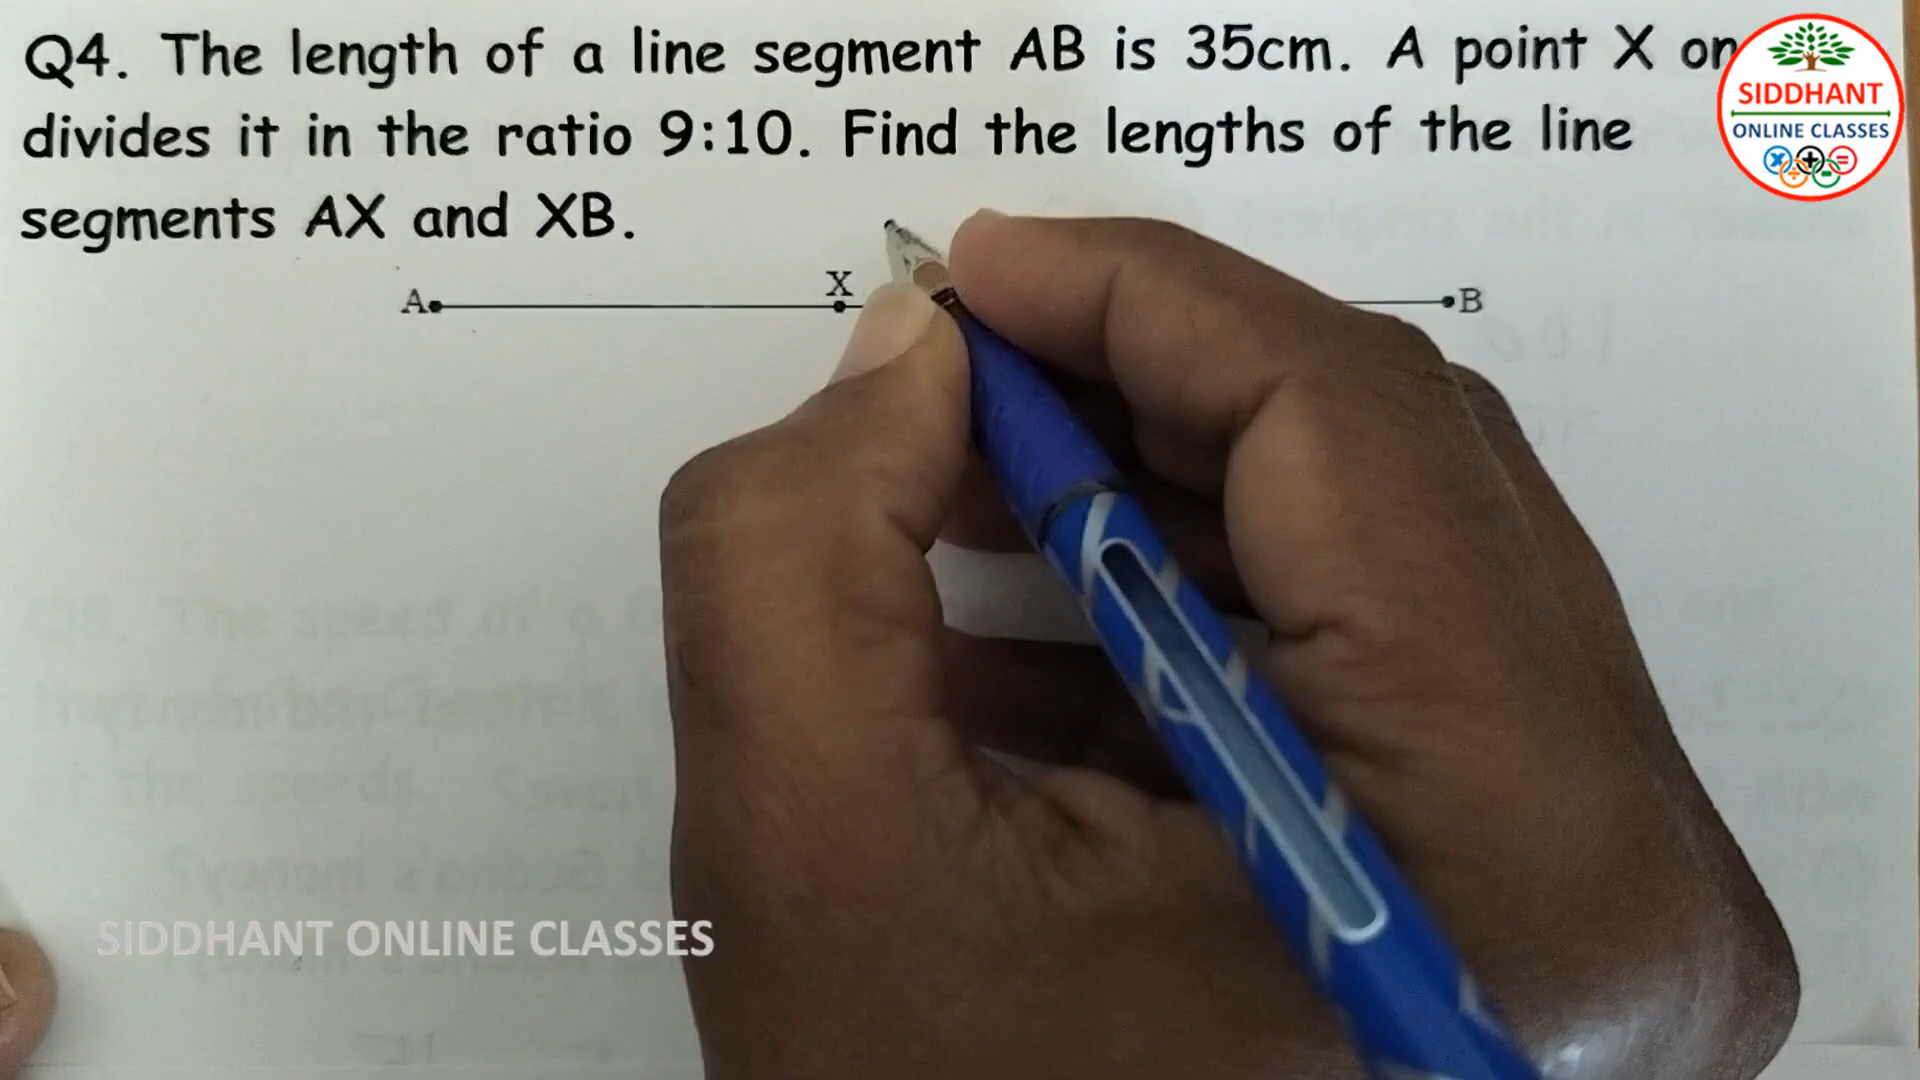 Q4. The length of a line segment AB is 35cm. A point X on
divides it in the ratio 9:10. Find the lengths of the line
segments AX and XB.
A X B
SIDDHANT
ONLINE CLASSES
SIDDHANT ONLINE CLASSES